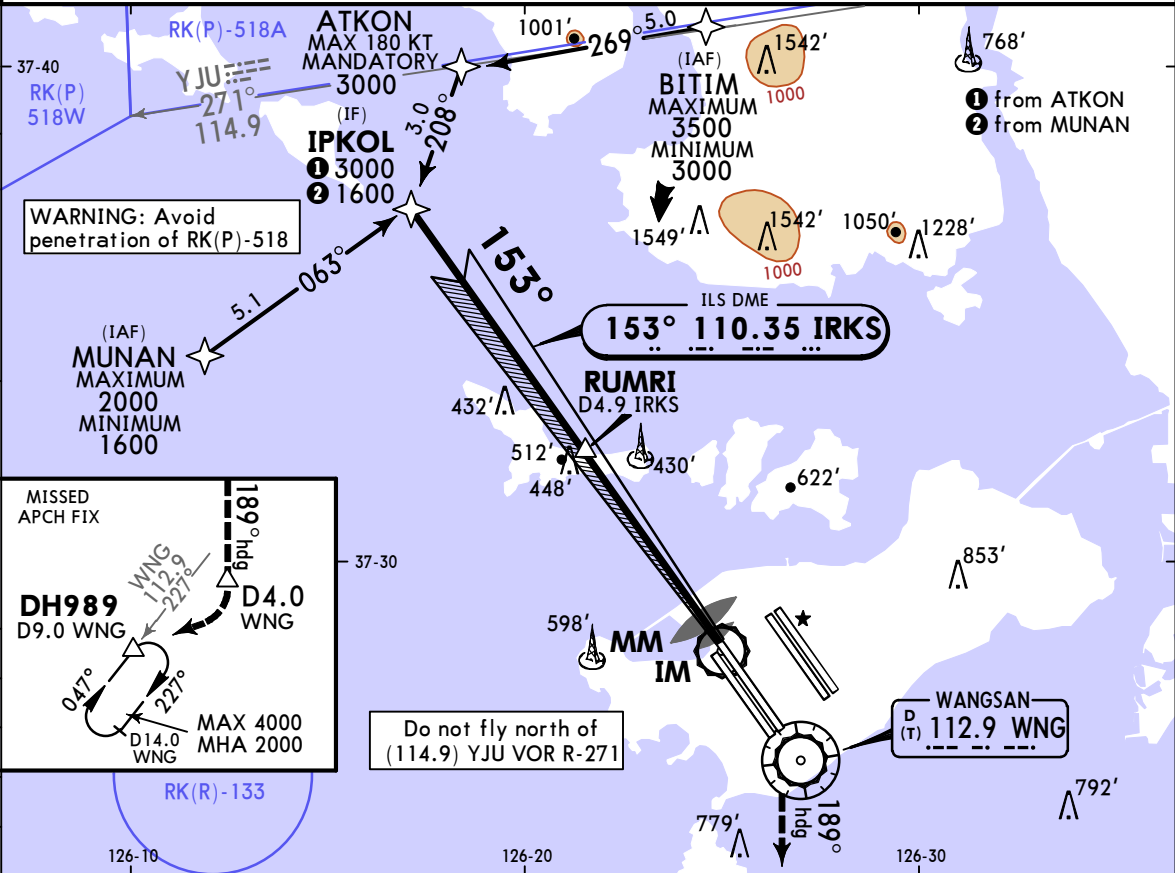 RK(P)-518A
ATKON
MAX 180 KT
MANDATORY
3000
1001'
269°
5.0
1542'
1000
768'
37-40
RK(P)
518W
YJU
271°
114.9
(IF)
IPKOL
1 3000
2 1600
3.0
208°
(IAF)
BITIM
MAXIMUM
3500
MINIMUM
3000
1 from ATKON
2 from MUNAN
WARNING: Avoid
penetration of RK(P)-518
1549'
1542'
1000
1050'
1228'
063°
5.1
153°
ILS DME
153° 110.35 IRKS
(IAF)
MUNAN
MAXIMUM
2000
MINIMUM
1600
RUMRI
D4.9 IRKS
432'
512'
448'
430'
622'
MISSED
APCH FIX
189° hdg
WNG
112.9
227°
D4.0
WNG
DH989
D9.0 WNG
047°
227°
MAX 4000
MHA 2000
D14.0
WNG
37-30
853'
598'
MM
IM
Do not fly north of
(114.9) YJU VOR R-271
WANGSAN
D
(T) 112.9 WNG
RK(R)-133
779'
189°
hdg
792'
126-10
126-20
126-30